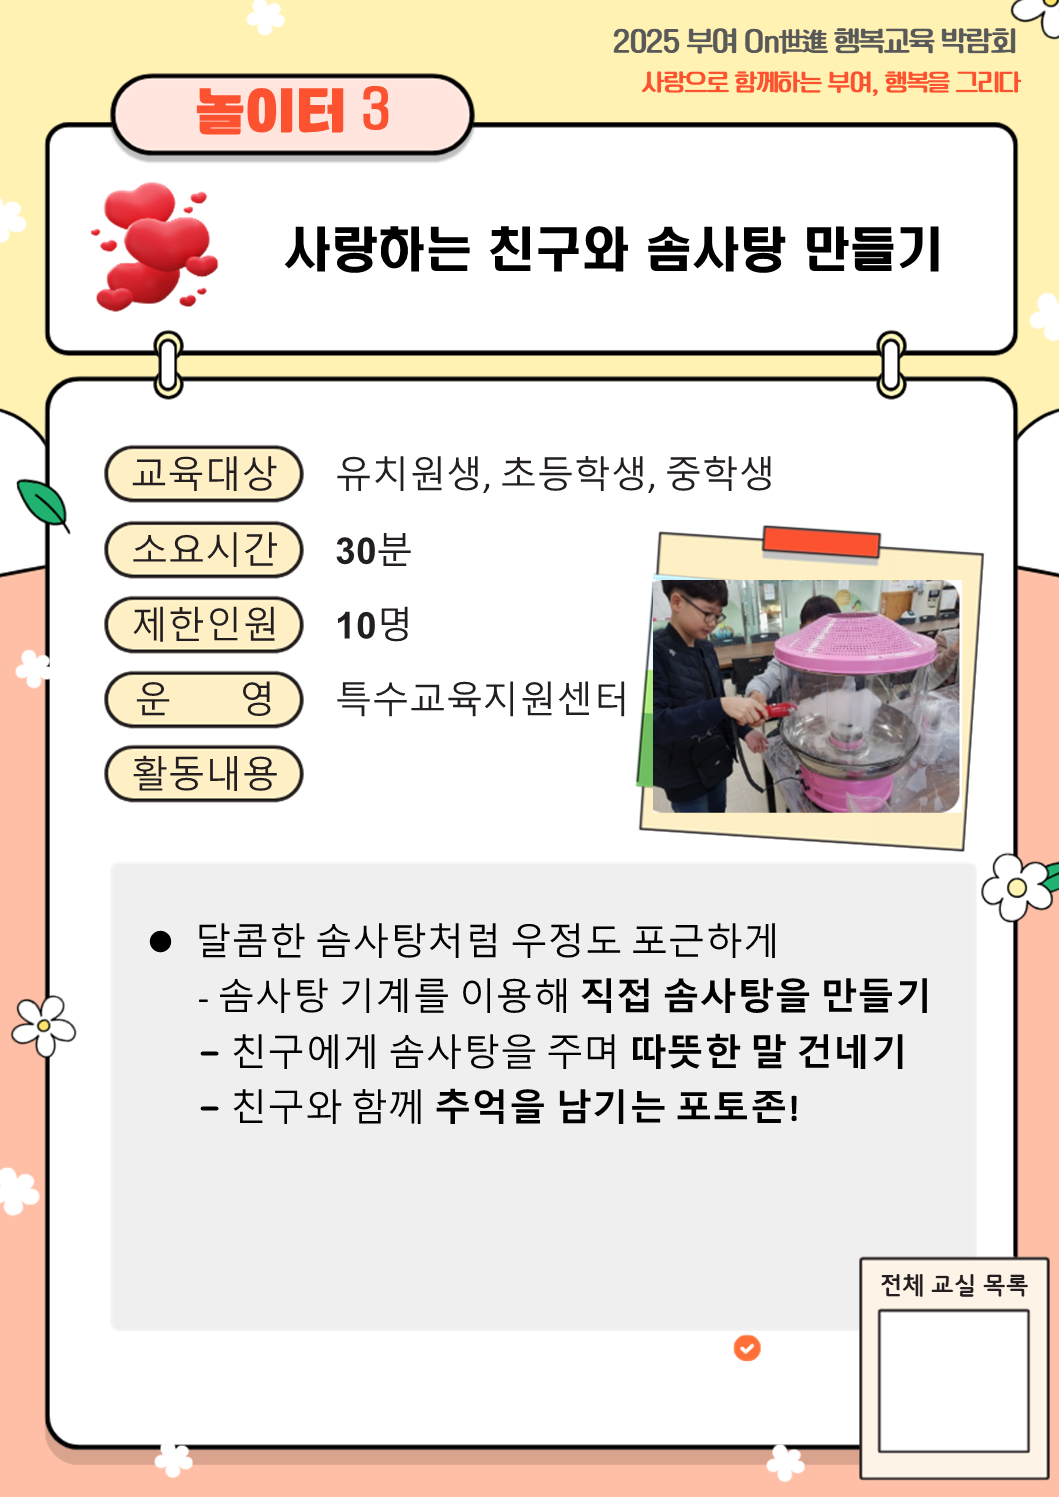 2025 부여 On世進 행복교육 박람회
사랑으로 함께하는 부여, 행복을 그리다
놀이터 3
사랑하는 친구와 솜사탕 만들기
교육대상 유치원생, 초등학생, 중학생
소요시간 30분
제한인원 10명
운 영 특수교육지원센터
활동내용
● 달콤한 솜사탕처럼 우정도 포근하게
- 솜사탕 기계를 이용해 직접 솜사탕을 만들기
– 친구에게 솜사탕을 주며 따뜻한 말 건네기
– 친구와 함께 추억을 남기는 포토존!
전체 교실 목록